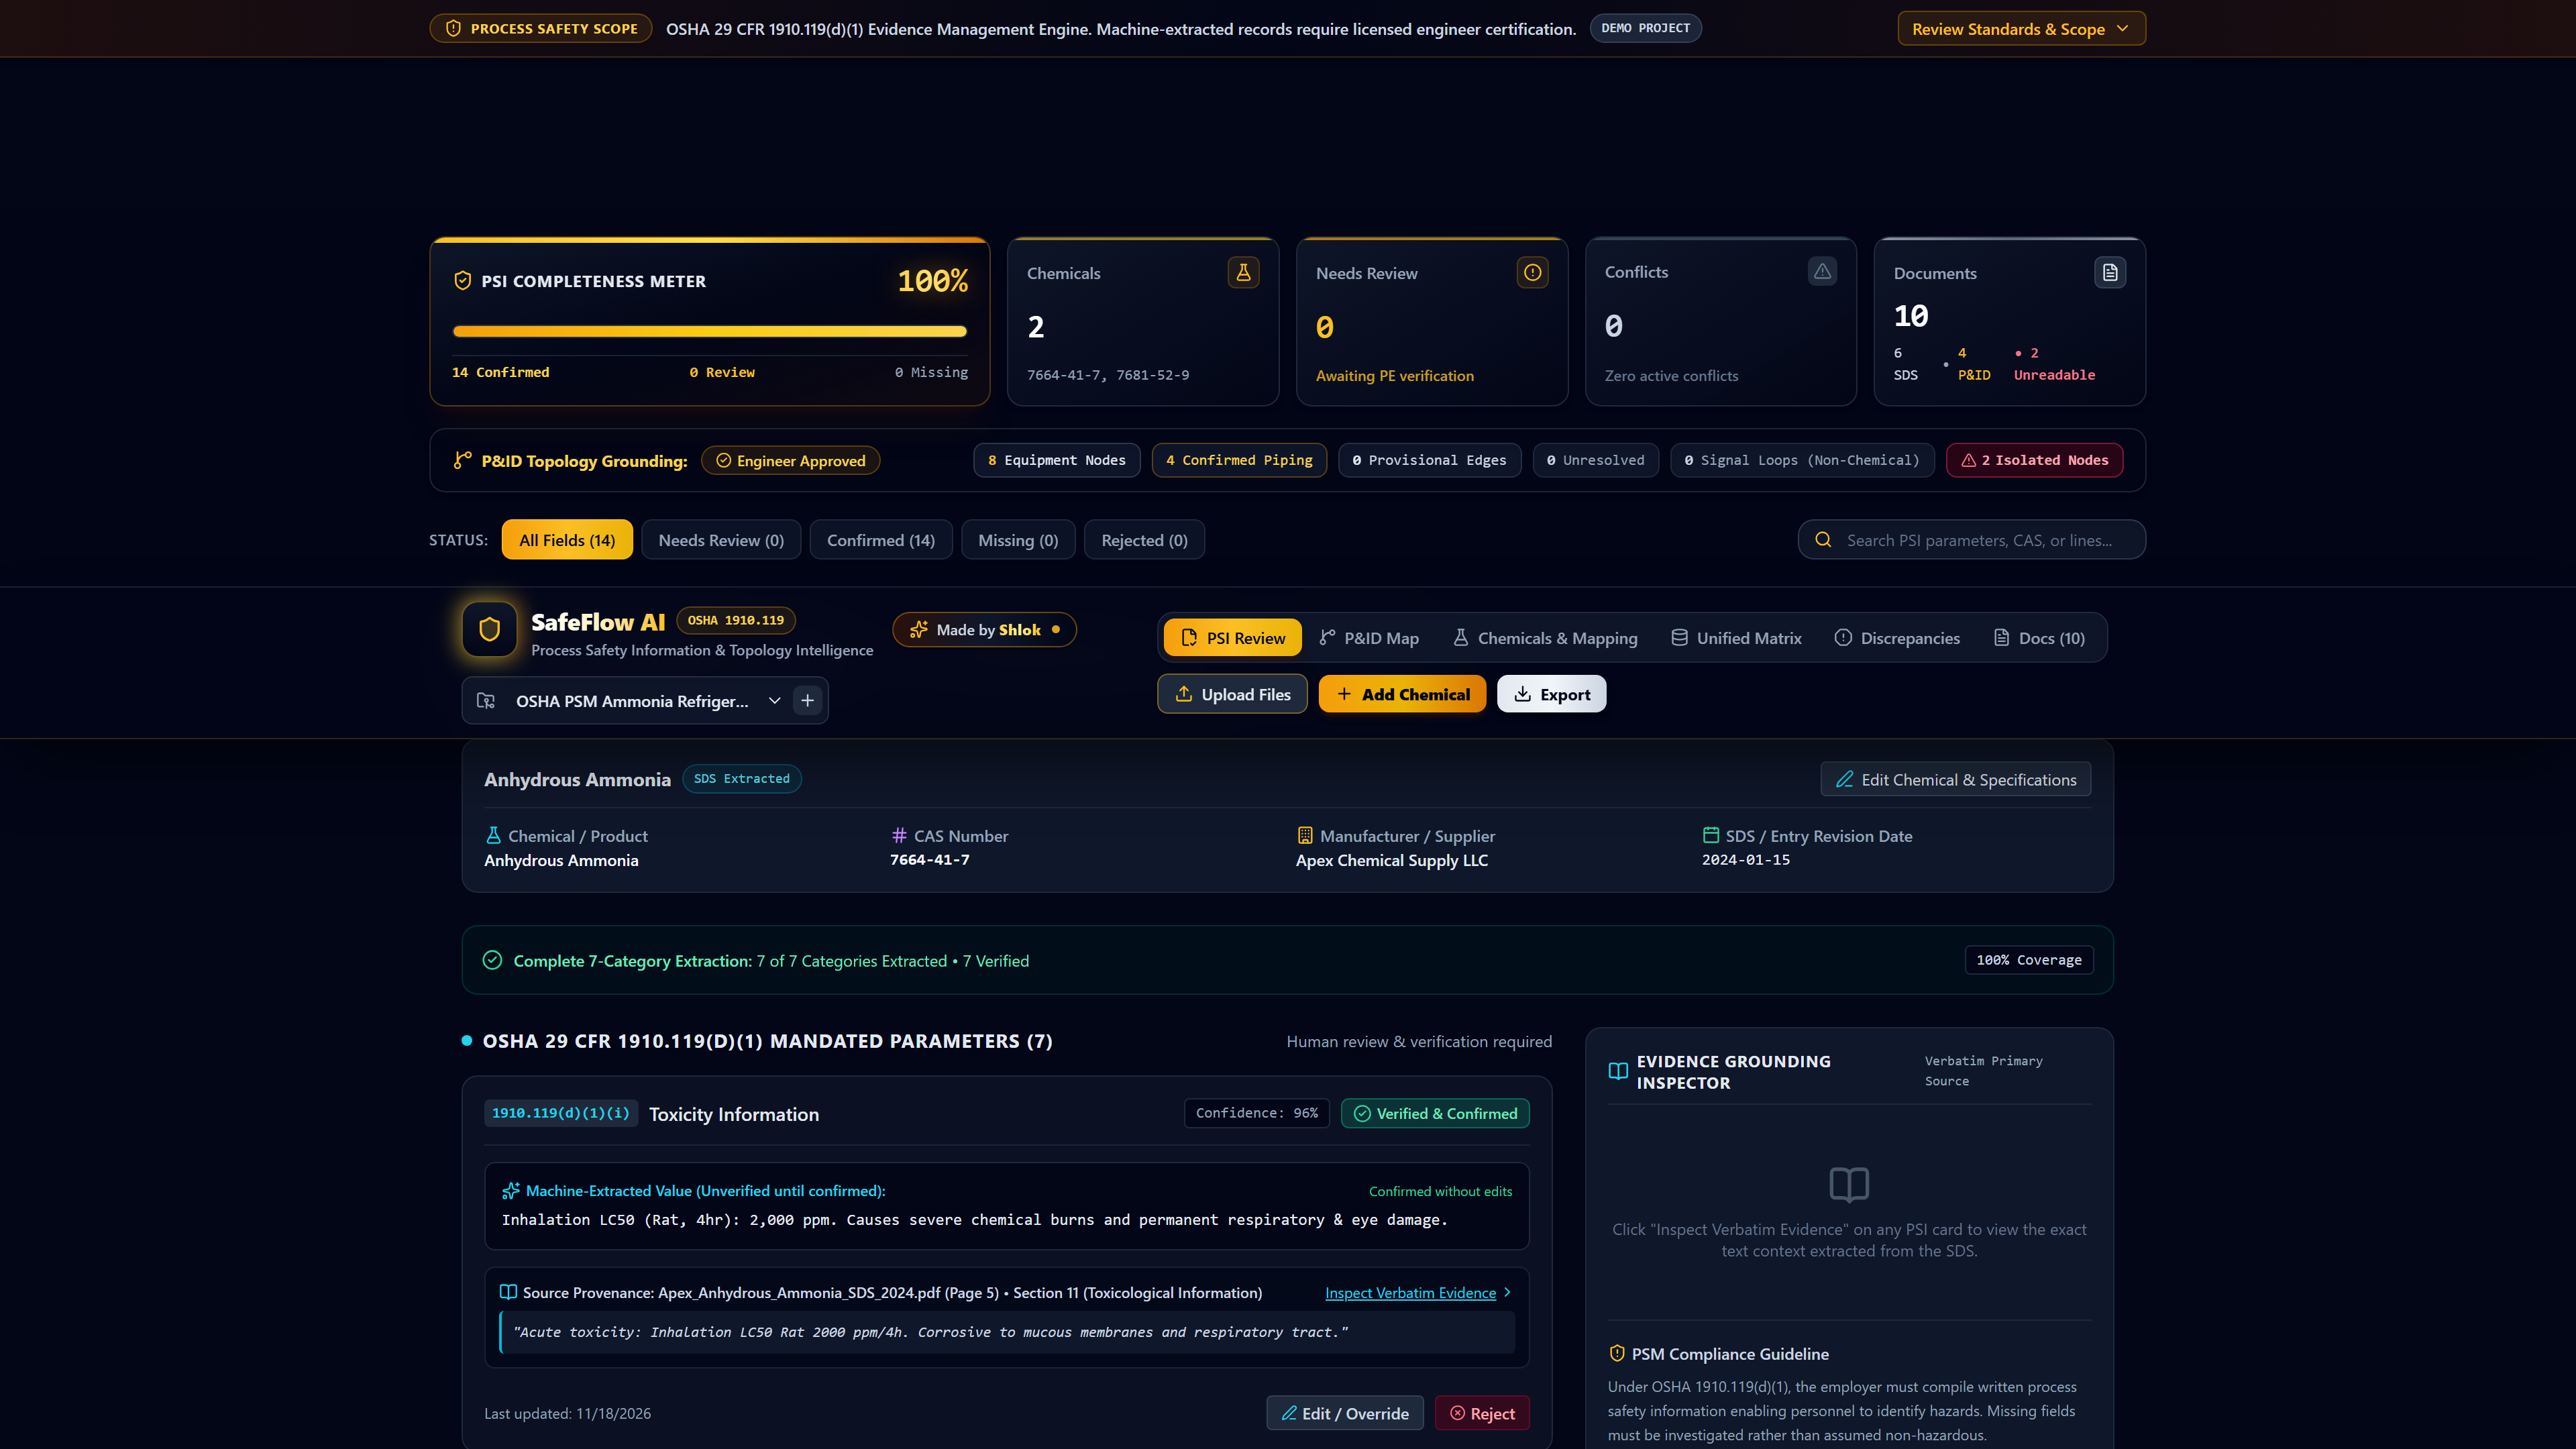 PROCESS SAFETY SCOPE
OSHA 29 CFR 1910.119(d)(1) Evidence Management Engine. Machine-extracted records require licensed engineer certification.
DEMO PROJECT
Review Standards & Scope
PSI COMPLETENESS METER
100%
14 Confirmed
0 Review
0 Missing
Chemicals
2
7664-41-7, 7681-52-9
Needs Review
0
Awaiting PE verification
Conflicts
0
Zero active conflicts
Documents
10
6 SDS
• 4 P&ID
• 2 Unreadable
P&ID Topology Grounding:
Engineer Approved
8 Equipment Nodes
4 Confirmed Piping
0 Provisional Edges
0 Unresolved
0 Signal Loops (Non-Chemical)
2 Isolated Nodes
STATUS:
All Fields (14)
Needs Review (0)
Confirmed (14)
Missing (0)
Rejected (0)
Search PSI parameters, CAS, or lines...
SafeFlow AI
OSHA 1910.119
Process Safety Information & Topology Intelligence
Made by Shlok
PSI Review
P&ID Map
Chemicals & Mapping
Unified Matrix
Discrepancies
Docs (10)
OSHA PSM Ammonia Refriger...
Upload Files
Add Chemical
Export
Anhydrous Ammonia
SDS Extracted
Edit Chemical & Specifications
Chemical / Product
Anhydrous Ammonia
CAS Number
7664-41-7
Manufacturer / Supplier
Apex Chemical Supply LLC
SDS / Entry Revision Date
2024-01-15
Complete 7-Category Extraction: 7 of 7 Categories Extracted • 7 Verified
100% Coverage
OSHA 29 CFR 1910.119(D)(1) MANDATED PARAMETERS (7)
Human review & verification required
1910.119(d)(1)(i)
Toxicity Information
Confidence: 96%
Verified & Confirmed
Machine-Extracted Value (Unverified until confirmed):
Confirmed without edits
Inhalation LC50 (Rat, 4hr): 2,000 ppm. Causes severe chemical burns and permanent respiratory & eye damage.
Source Provenance: Apex_Anhydrous_Ammonia_SDS_2024.pdf (Page 5) • Section 11 (Toxicological Information)
Inspect Verbatim Evidence
"Acute toxicity: Inhalation LC50 Rat 2000 ppm/4h. Corrosive to mucous membranes and respiratory tract."
Last updated: 11/18/2026
Edit / Override
Reject
EVIDENCE GROUNDING
INSPECTOR
Verbatim Primary
Source
Click "Inspect Verbatim Evidence" on any PSI card to view the exact
text context extracted from the SDS.
PSM Compliance Guideline
Under OSHA 1910.119(d)(1), the employer must compile written process
safety information enabling personnel to identify hazards. Missing fields
must be investigated rather than assumed non-hazardous.